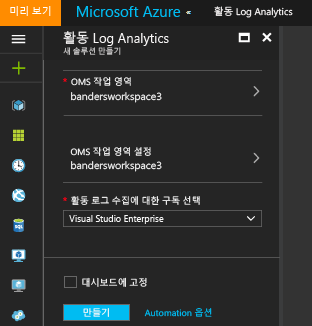 미리 보기
Microsoft Azure
활동 Log Analytics
활동 Log Analytics
새 솔루션 만들기
* OMS 작업 영역
bandersworkspace3
OMS 작업 영역 설정
bandersworkspace3
* 활동 로그 수집에 대한 구독 선택
Visual Studio Enterprise
대시보드에 고정
만들기
Automation 옵션